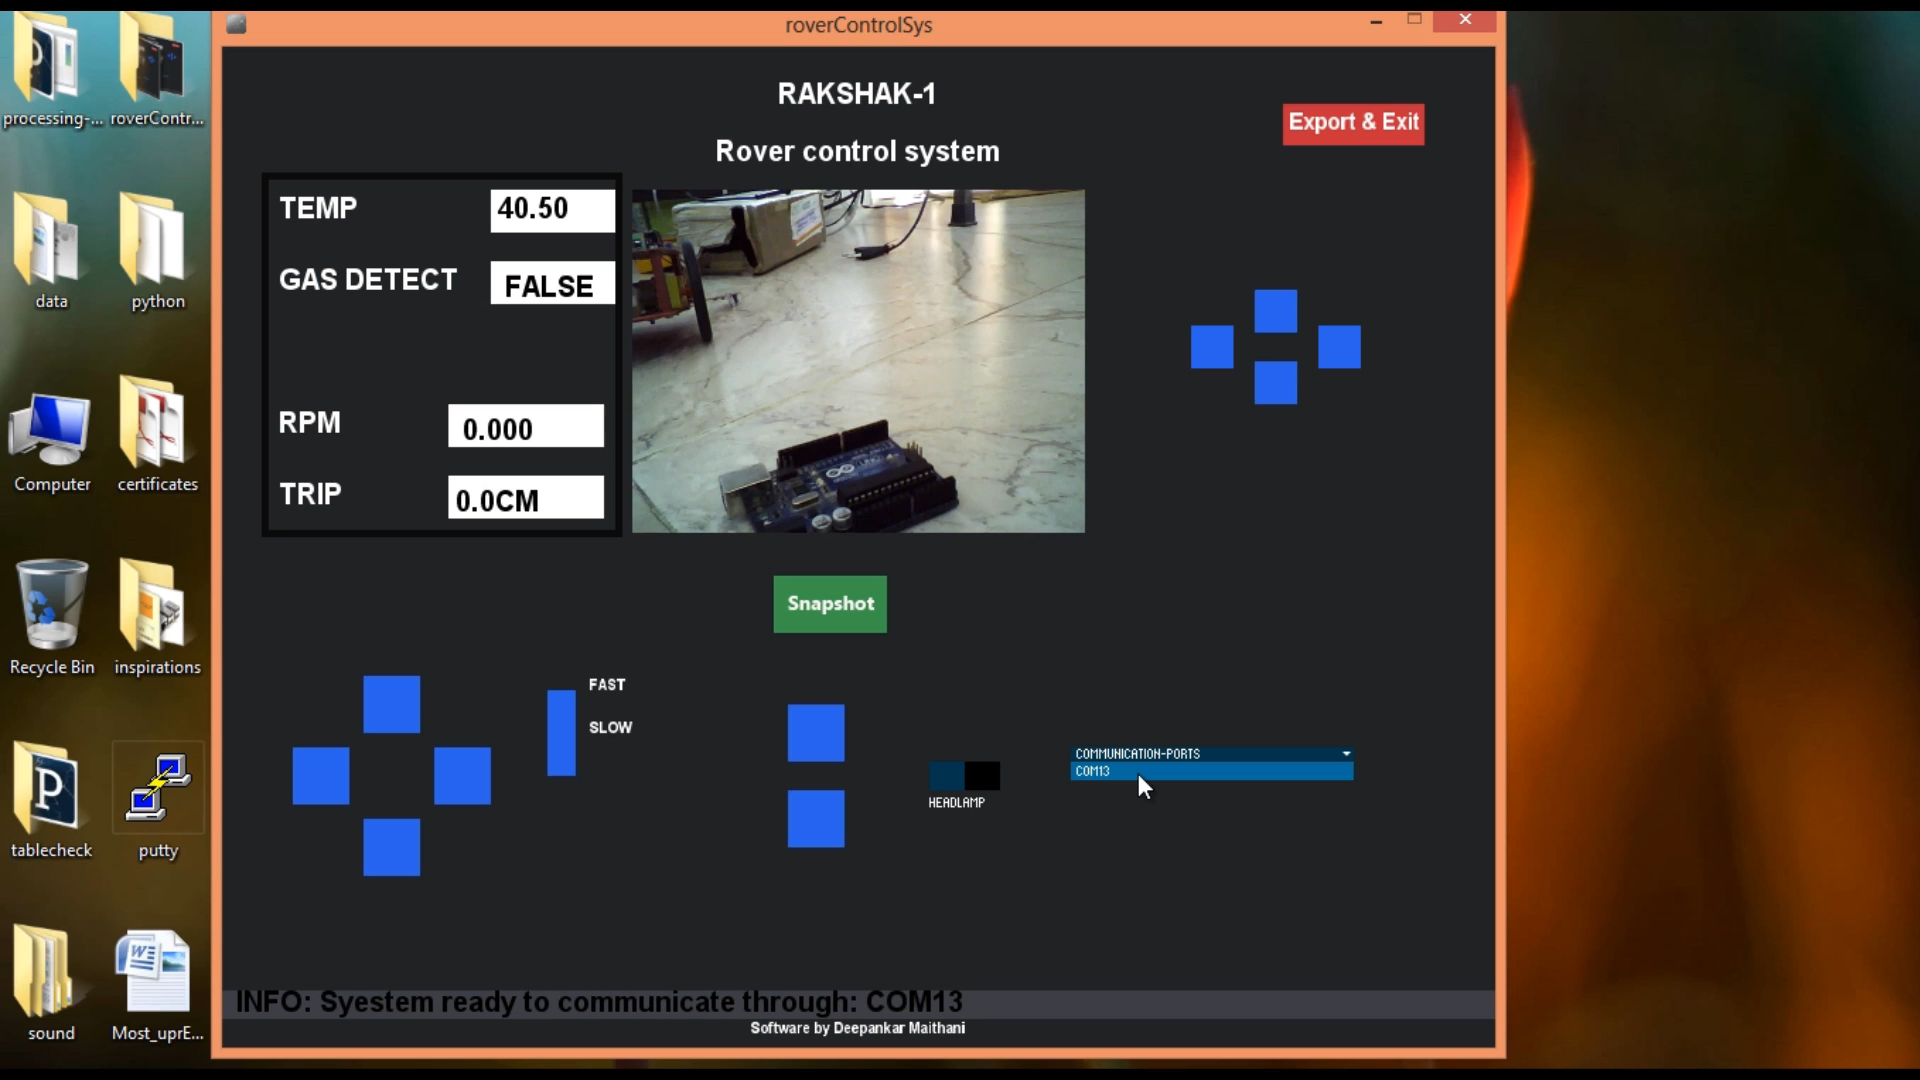 roverControlSys
RAKSHAK-1
Rover control system
Export & Exit
TEMP 40.50
GAS DETECT FALSE
RPM 0.000
TRIP 0.0CM
Snapshot
FAST
SLOW
HEADLAMP
COMMUNICATION-PORTS
COM13
INFO: Syestem ready to communicate through: COM13
Software by Deepankar Maithani
processing-... roverContr...
data python
Computer certificates
Recycle Bin inspirations
tablecheck putty
sound Most_uprE...